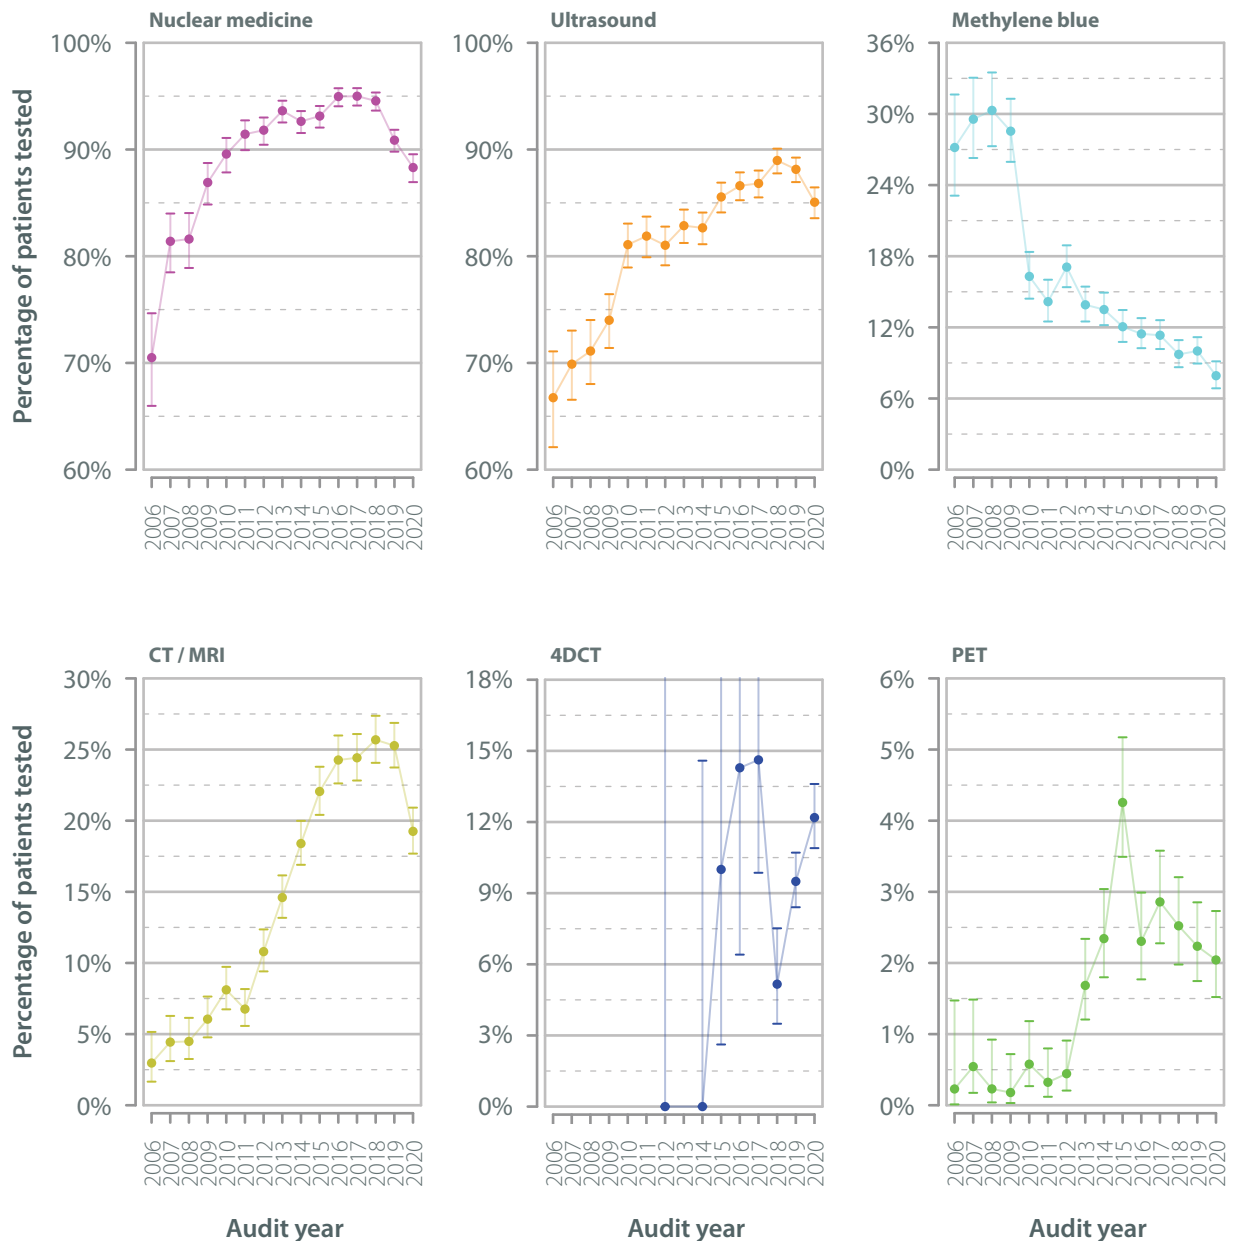 Nuclear medicine
Ultrasound
Methylene blue
Percentage of patients tested
100%
90%
80%
70%
60%
100%
90%
80%
70%
60%
36%
30%
24%
18%
12%
6%
0%
2006 2007 2008 2009 2010 2011 2012 2013 2014 2015 2016 2017 2018 2019 2020
2006 2007 2008 2009 2010 2011 2012 2013 2014 2015 2016 2017 2018 2019 2020
2006 2007 2008 2009 2010 2011 2012 2013 2014 2015 2016 2017 2018 2019 2020
CT / MRI
4DCT
PET
Percentage of patients tested
30%
25%
20%
15%
10%
5%
0%
18%
15%
12%
9%
6%
3%
0%
6%
5%
4%
3%
2%
1%
0%
2006 2007 2008 2009 2010 2011 2012 2013 2014 2015 2016 2017 2018 2019 2020
2006 2007 2008 2009 2010 2011 2012 2013 2014 2015 2016 2017 2018 2019 2020
2006 2007 2008 2009 2010 2011 2012 2013 2014 2015 2016 2017 2018 2019 2020
Audit year
Audit year
Audit year